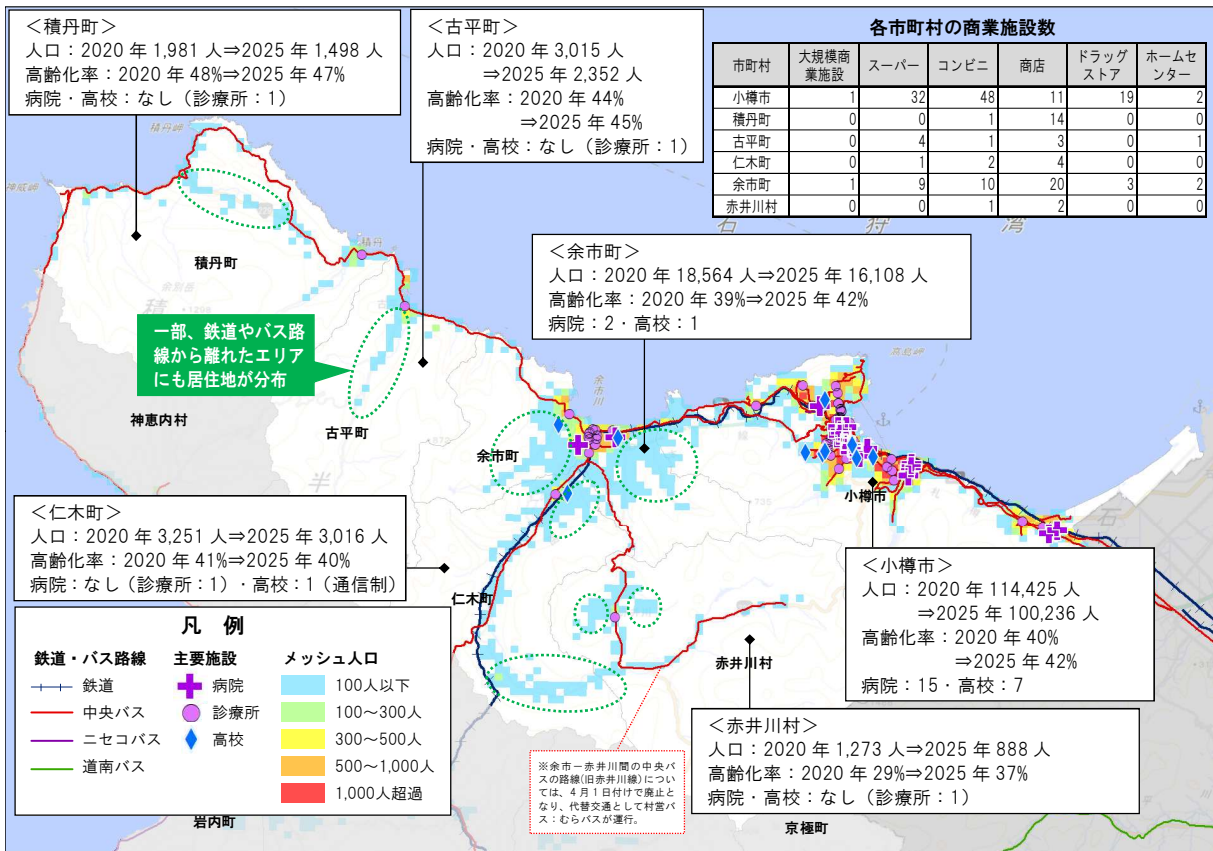 ＜積丹町＞
人口：2020 年 1,981 人⇒2025 年 1,498 人
高齢化率：2020 年 48%⇒2025 年 47%
病院・高校：なし（診療所：1）
＜古平町＞
人口：2020 年 3,015 人
⇒2025 年 2,352 人
高齢化率：2020 年 44%
⇒2025 年 45%
病院・高校：なし（診療所：1）
各市町村の商業施設数
市町村 大規模商業施設 スーパー コンビニ 商店 ドラッグストア ホームセンター
小樽市 1 32 48 11 19 2
積丹町 0 0 1 14 0 0
古平町 0 4 1 3 0 1
仁木町 0 1 2 4 0 0
余市町 1 9 10 20 3 2
赤井川村 0 0 1 2 0 0
石 狩 湾
積丹岬
神威岬
積丹町
積丹
積
半
＜余市町＞
人口：2020 年 18,564 人⇒2025 年 16,108 人
高齢化率：2020 年 39%⇒2025 年 42%
病院：2・高校：1
一部、鉄道やバス路
線から離れたエリア
にも居住地が分布
神恵内村
古平町
余市川
高島岬
余市町
小樽市
735
石
＜仁木町＞
人口：2020 年 3,251 人⇒2025 年 3,016 人
高齢化率：2020 年 41%⇒2025 年 40%
病院：なし（診療所：1）・高校：1（通信制）
仁木町
赤井川村
＜小樽市＞
人口：2020 年 114,425 人
⇒2025 年 100,236 人
高齢化率：2020 年 40%
⇒2025 年 42%
病院：15・高校：7
＜赤井川村＞
人口：2020 年 1,273 人⇒2025 年 888 人
高齢化率：2020 年 29%⇒2025 年 37%
病院・高校：なし（診療所：1）
※余市ー赤井川間の中央バ
スの路線(旧赤井川線)につい
ては、4月1日付けで廃止と
なり、代替交通として村営バ
ス：むらバスが運行。
凡 例
鉄道・バス路線 主要施設 メッシュ人口
鉄道 病院 100人以下
中央バス 診療所 100～300人
ニセコバス 高校 300～500人
道南バス 500～1,000人
1,000人超過
岩内町
京極町